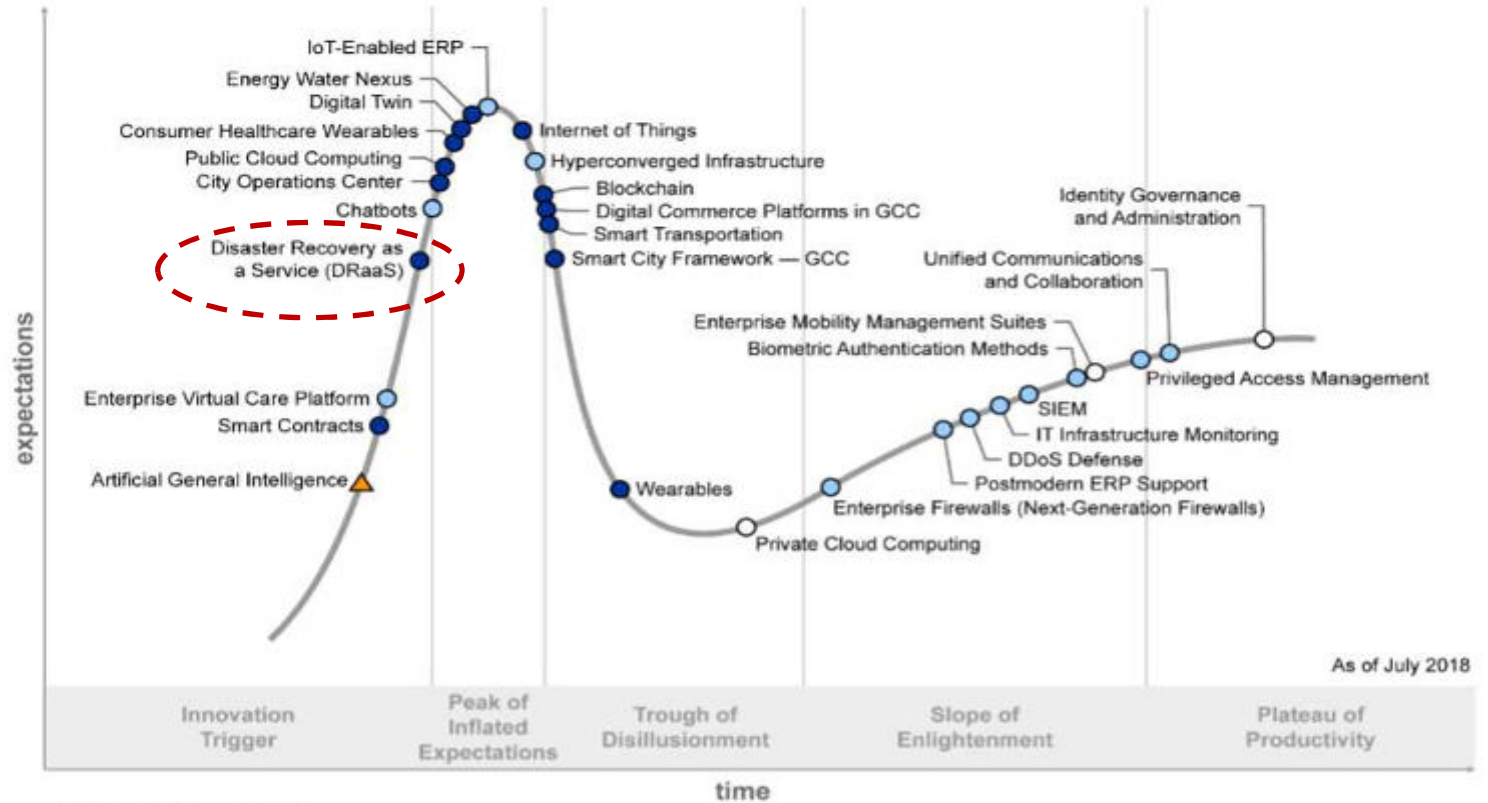 IoT-Enabled ERP
Energy Water Nexus
Digital Twin
Consumer Healthcare Wearables
Public Cloud Computing
City Operations Center
Chatbots
Disaster Recovery as
a Service (DRaaS)
Enterprise Virtual Care Platform
Smart Contracts
Artificial General Intelligence
Internet of Things
Hyperconverged Infrastructure
Blockchain
Digital Commerce Platforms in GCC
Smart Transportation
Smart City Framework — GCC
Wearables
Private Cloud Computing
Identity Governance
and Administration
Unified Communications
and Collaboration
Enterprise Mobility Management Suites
Biometric Authentication Methods
Privileged Access Management
SIEM
IT Infrastructure Monitoring
DDoS Defense
Postmodern ERP Support
Enterprise Firewalls (Next-Generation Firewalls)
expectations
As of July 2018
Innovation
Trigger
Peak of
Inflated
Expectations
Trough of
Disillusionment
Slope of
Enlightenment
Plateau of
Productivity
time